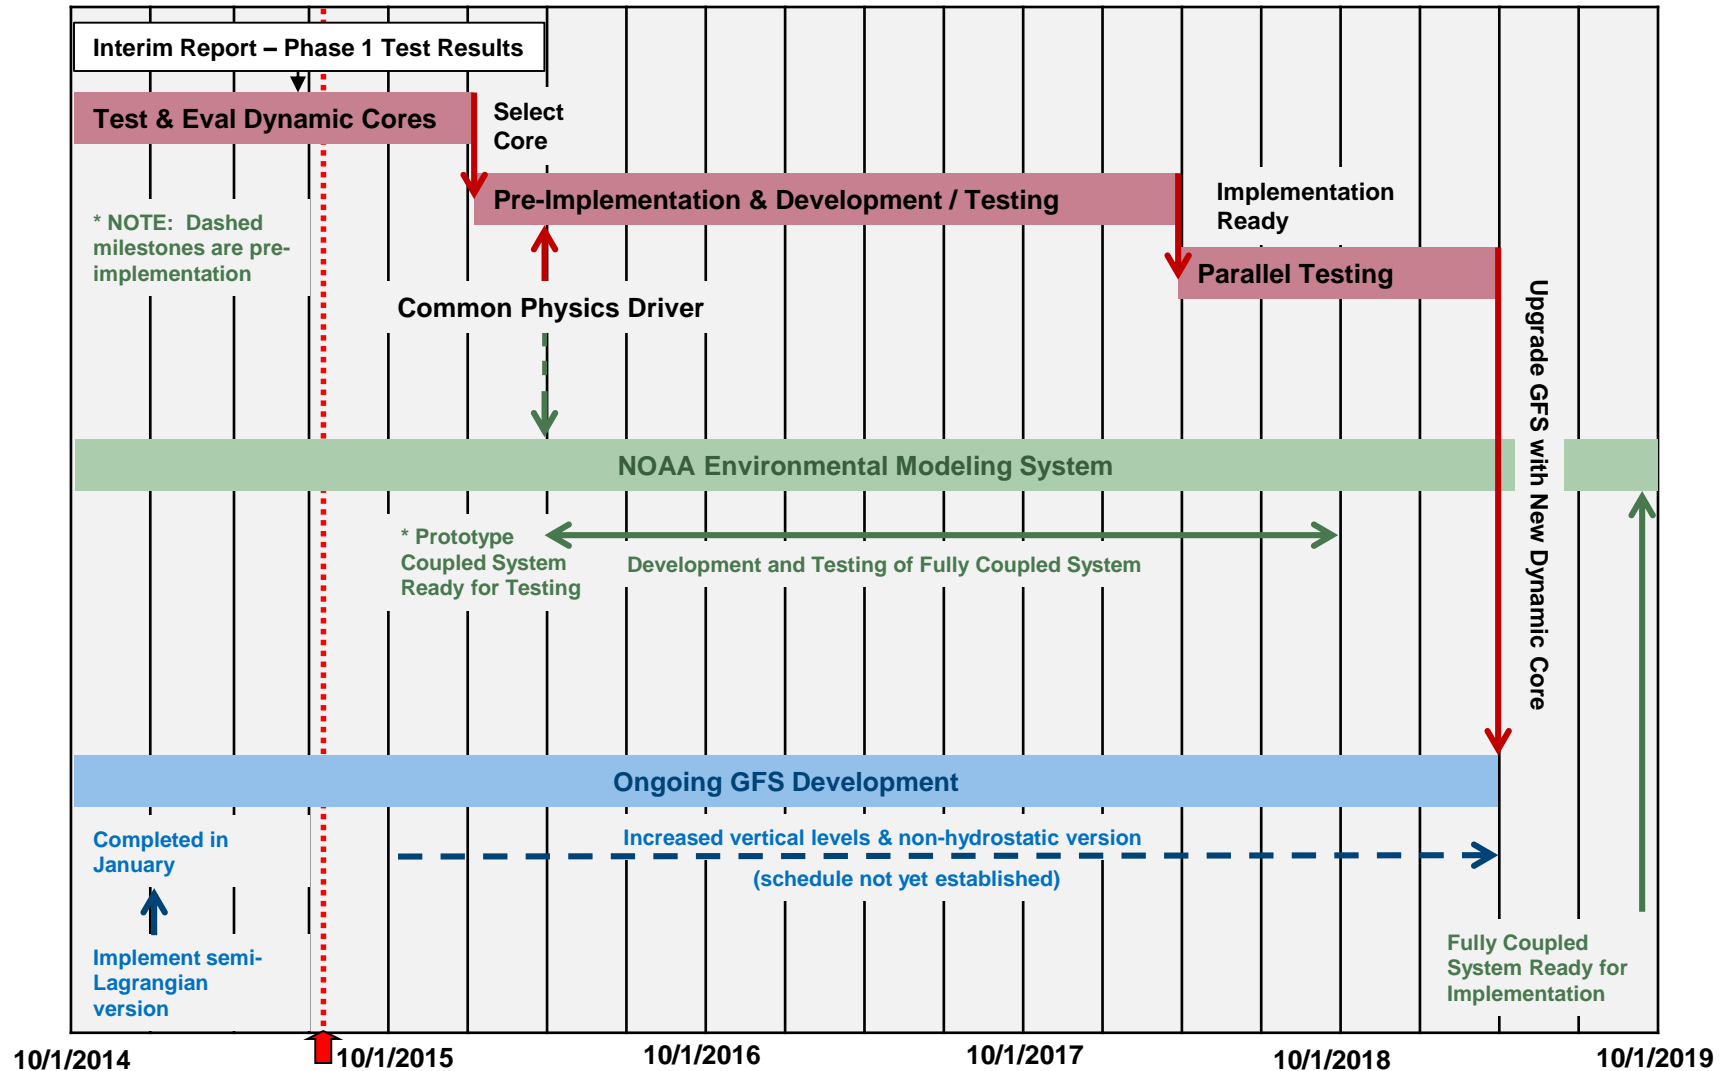 Interim Report – Phase 1 Test Results
Test & Eval Dynamic Cores
Select
Core
Pre-Implementation & Development / Testing
Implementation
Ready
* NOTE:  Dashed
milestones are pre-
implementation
Parallel Testing
Common Physics Driver
Upgrade GFS with New Dynamic Core
NOAA Environmental Modeling System
* Prototype
Coupled System
Ready for Testing
Development and Testing of Fully Coupled System
Ongoing GFS Development
Completed in
January
Increased vertical levels & non-hydrostatic version
(schedule not yet established)
Implement semi-
Lagrangian
version
Fully Coupled
System Ready for
Implementation
10/1/2014
10/1/2015
10/1/2016
10/1/2017
10/1/2018
10/1/2019